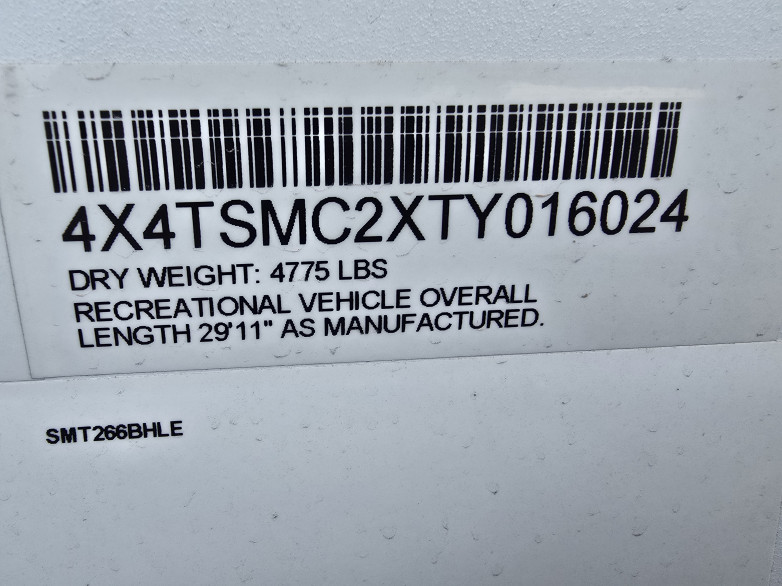 4X4TSMC2XTY016024
DRY WEIGHT: 4775 LBS
RECREATIONAL VEHICLE OVERALL
LENGTH 29'11" AS MANUFACTURED.
SMT266BHLE